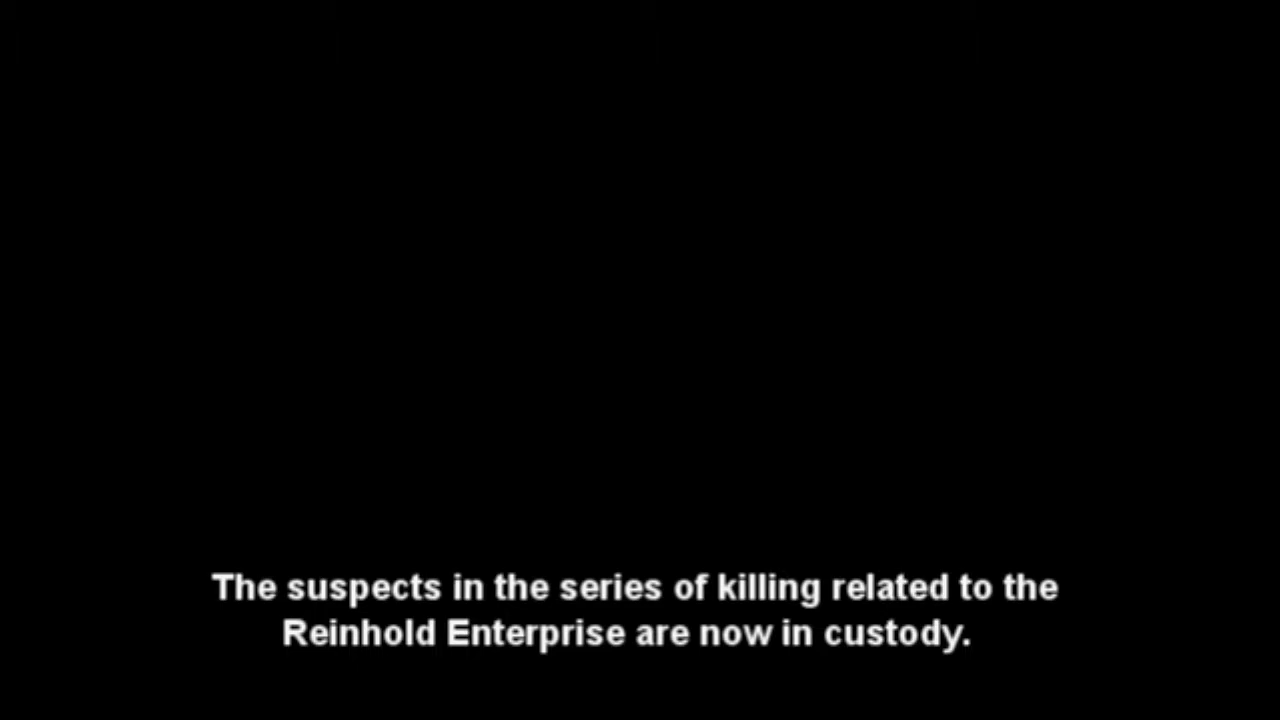 The suspects in the series of killing related to the
Reinhold Enterprise are now in custody.